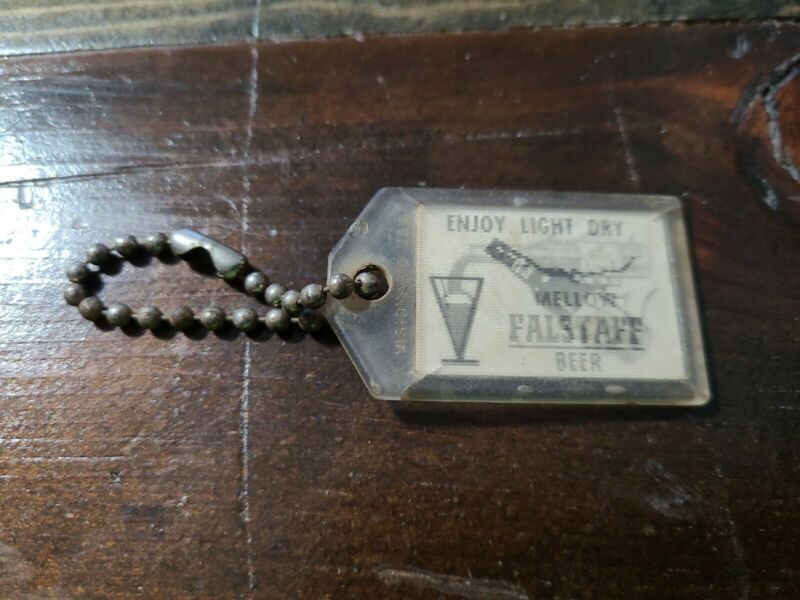 ENJOY LIGHT DRY
MELLOW
FALSTAFF
BEER